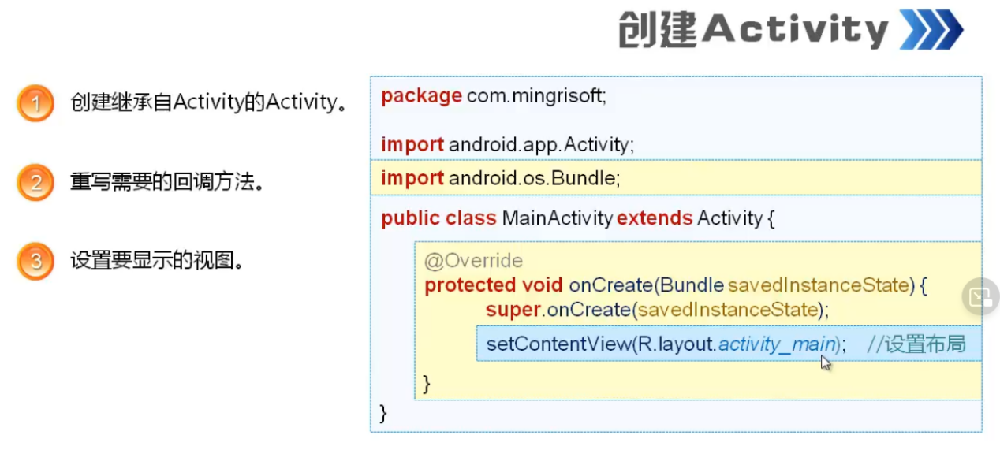 创建Activity
1 创建继承自Activity的Activity。
2 重写需要的回调方法。
3 设置要显示的视图。
package com.mingrisoft;
import android.app.Activity;
import android.os.Bundle;
public class MainActivity extends Activity {
@Override
protected void onCreate(Bundle savedInstanceState) {
super.onCreate(savedInstanceState);
setContentView(R.layout.activity_main); //设置布局
}
}